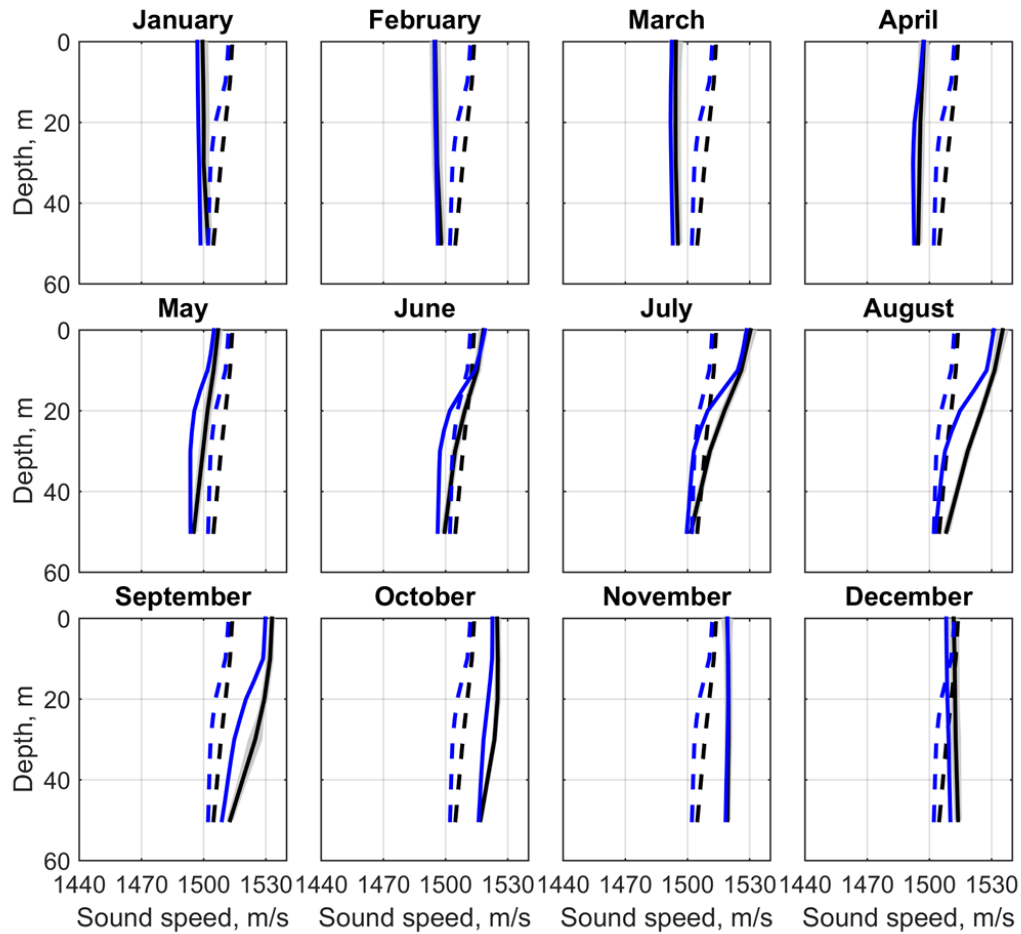 January February March April
0
20
Depth, m
40
60
May June July August
0
20
Depth, m
40
60
September October November December
0
20
Depth, m
40
60
1440 1470 1500 1530 1440 1470 1500 1530 1440 1470 1500 1530 1440 1470 1500 1530
Sound speed, m/s Sound speed, m/s Sound speed, m/s Sound speed, m/s